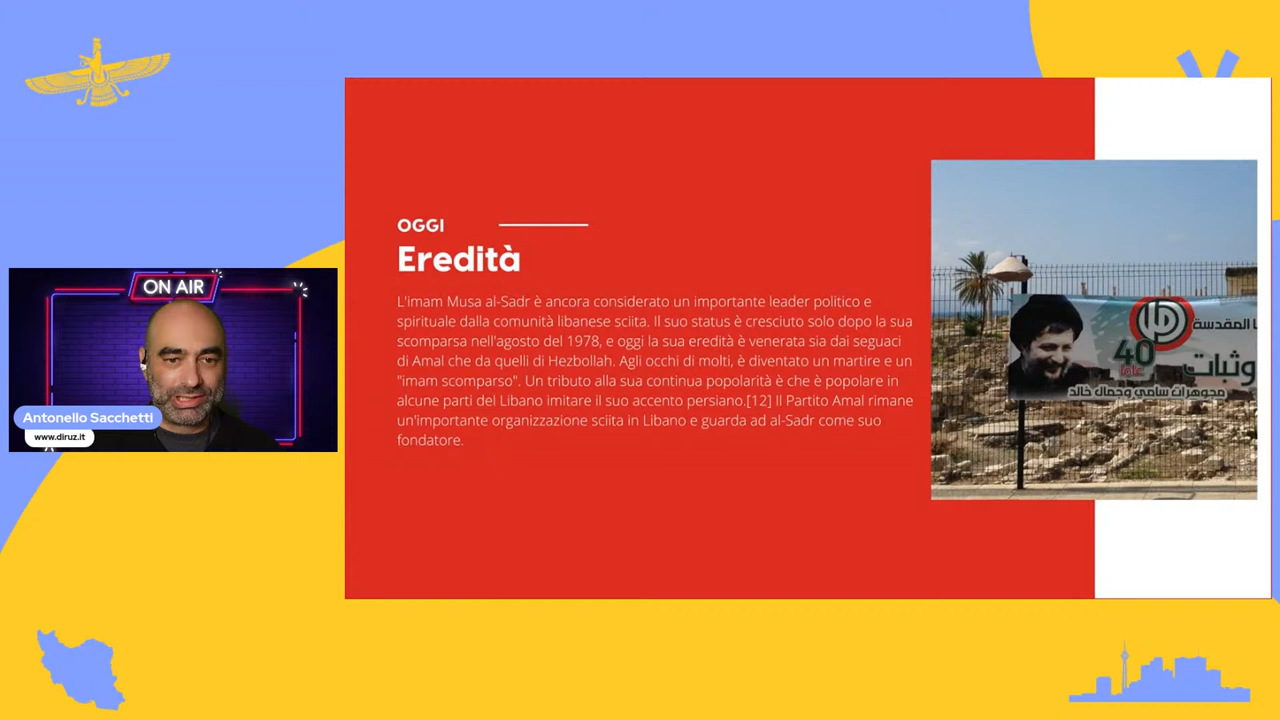 ON AIR
Antonello Sacchetti
www.diruz.it
OGGI
Eredità
L'imam Musa al-Sadr è ancora considerato un importante leader politico e
spirituale dalla comunità libanese sciita. Il suo status è cresciuto solo dopo la sua
scomparsa nell'agosto del 1978, e oggi la sua eredità è venerata sia dai seguaci
di Amal che da quelli di Hezbollah. Agli occhi di molti, è diventato un martire e un
"imam scomparso". Un tributo alla sua continua popolarità è che è popolare in
alcune parti del Libano imitare il suo accento persiano.[12] Il Partito Amal rimane
un'importante organizzazione sciita in Libano e guarda ad al-Sadr come suo
fondatore.
المقدسة
40
وثبات
مجوهرات سامي وجمال خالد